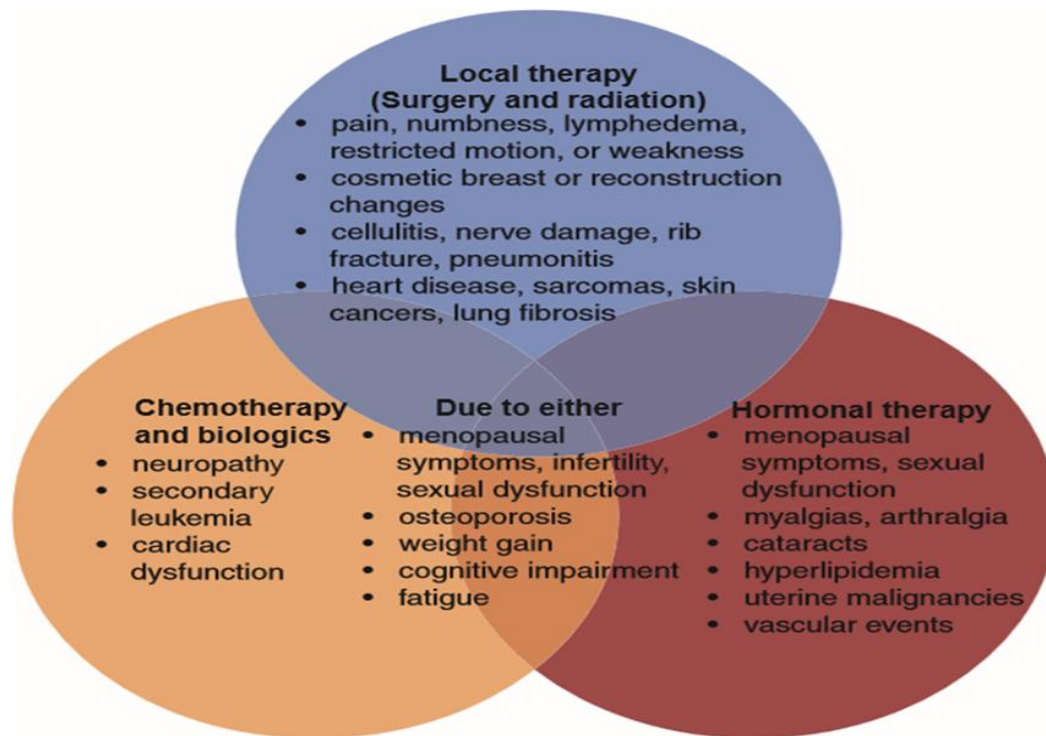 Local therapy
(Surgery and radiation)
• pain, numbness, lymphedema,
restricted motion, or weakness
• cosmetic breast or reconstruction
changes
• cellulitis, nerve damage, rib
fracture, pneumonitis
• heart disease, sarcomas, skin
cancers, lung fibrosis
Chemotherapy
and biologics
• neuropathy
• secondary
leukemia
• cardiac
dysfunction
Due to either
• menopausal
symptoms, infertility,
sexual dysfunction
• osteoporosis
• weight gain
• cognitive impairment
• fatigue
Hormonal therapy
• menopausal
symptoms, sexual
dysfunction
• myalgias, arthralgia
• cataracts
• hyperlipidemia
• uterine malignancies
• vascular events